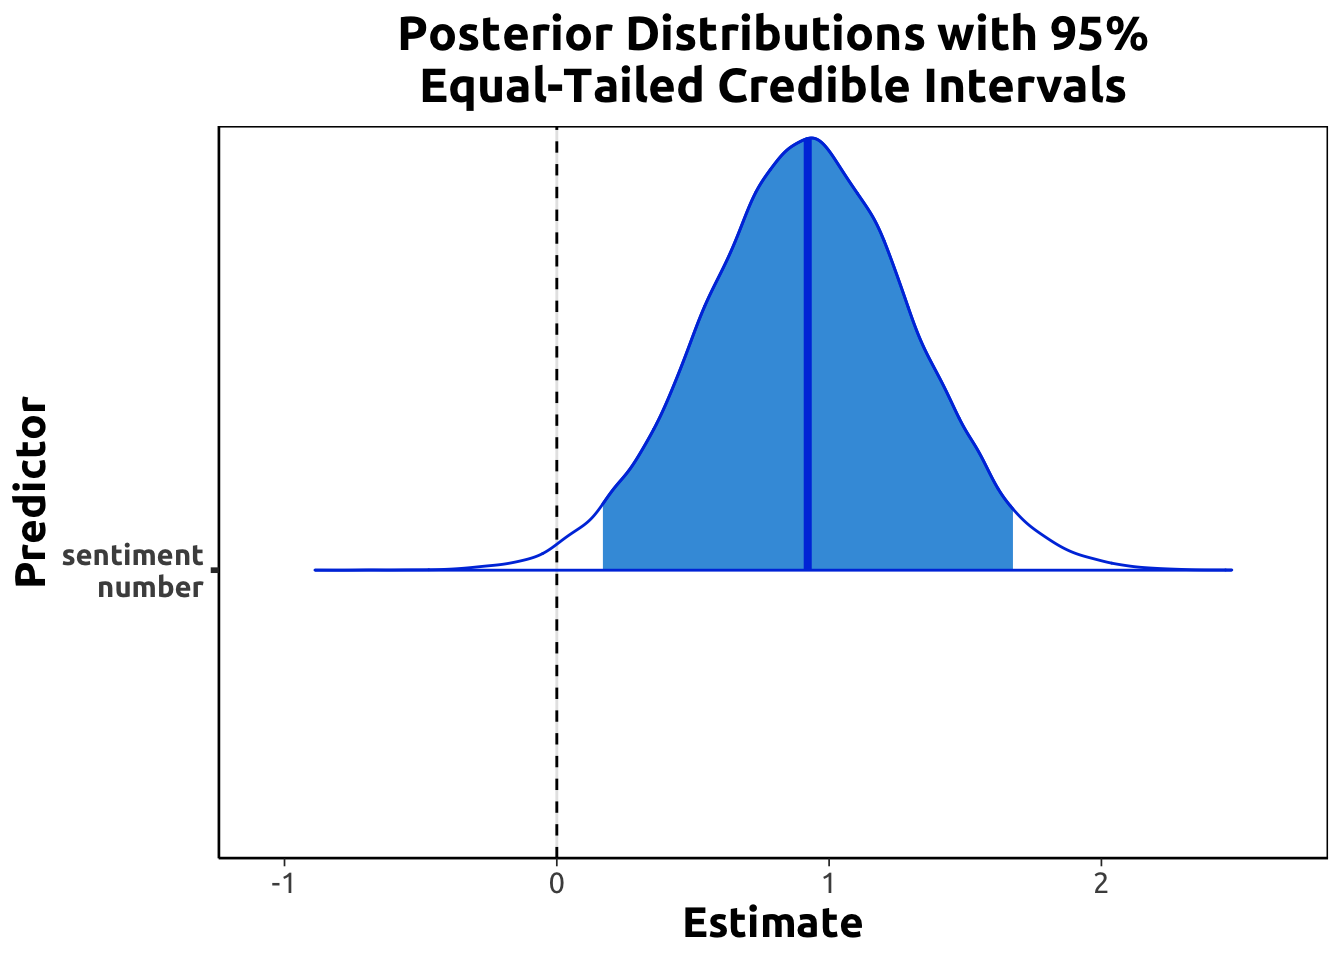 Posterior Distributions with 95%
Equal-Tailed Credible Intervals
Predictor
sentiment
number
-1
0
1
2
Estimate